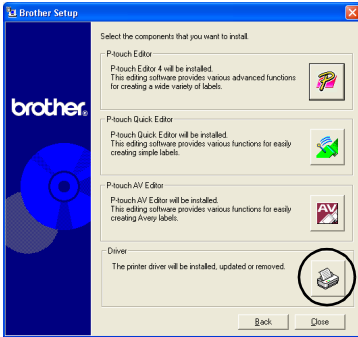 Brother Setup
Select the components that you want to install.
P-touch Editor
P-touch Editor 4 will be installed.
This editing software provides various advanced functions
for creating a wide variety of labels.
brother.
P-touch Quick Editor
P-touch Quick Editor will be installed.
This editing software provides various functions for easily
creating simple labels.
P-touch AV Editor
P-touch AV Editor will be installed.
This editing software provides various functions for easily
creating Avery labels.
AV
Driver
The printer driver will be installed, updated or removed.
Back
Close